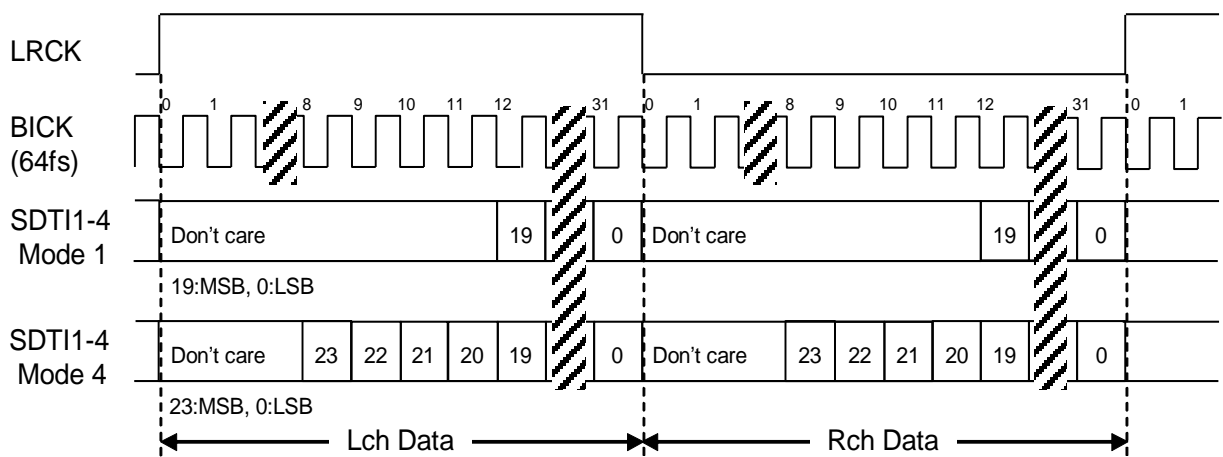 LRCK
0 1 8 9 10 11 12 31 0 1 8 9 10 11 12 31 0 1
BICK
(64fs)
SDTI1-4
Mode 1
Don't care 19 0 Don't care 19 0
19:MSB, 0:LSB
SDTI1-4
Mode 4
Don't care 23 22 21 20 19 0 Don't care 23 22 21 20 19 0
23:MSB, 0:LSB
Lch Data Rch Data